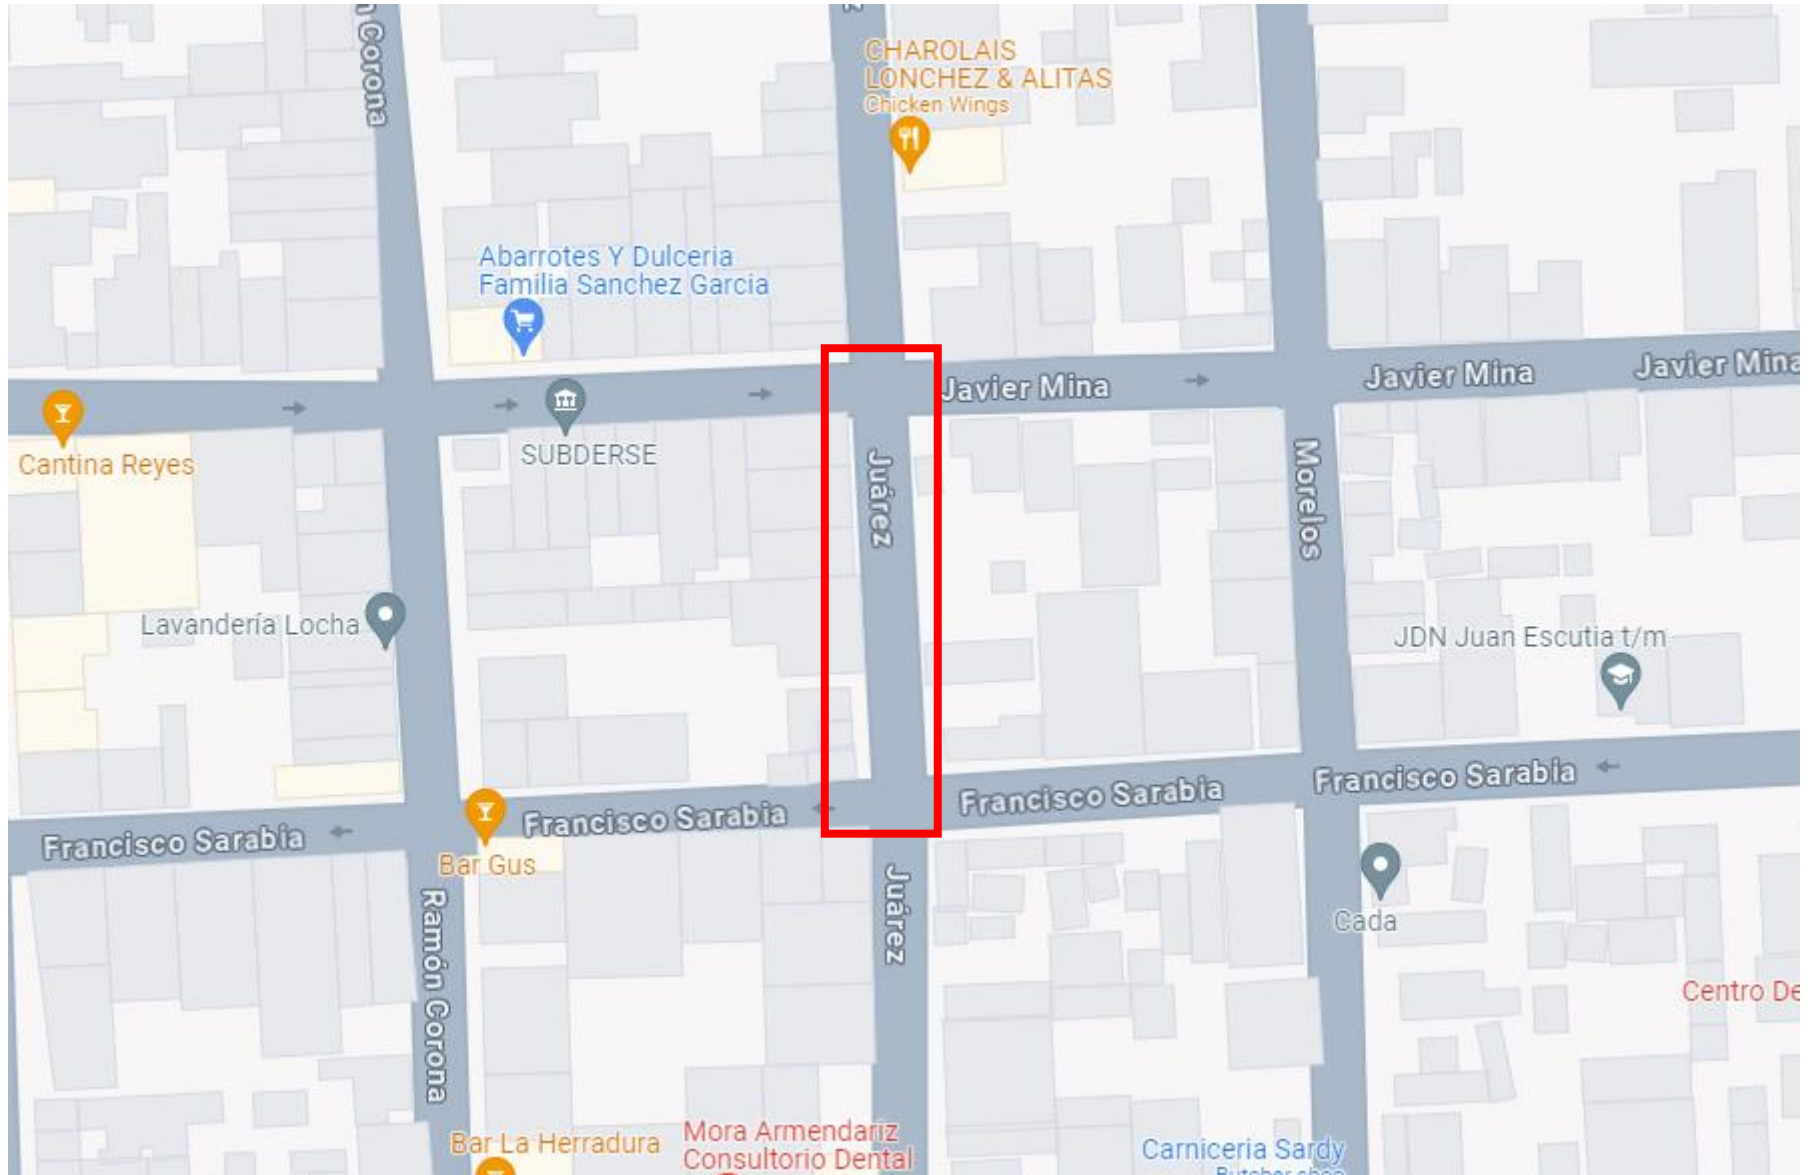 Corona
CHAROLAIS
LONCHEZ & ALITAS
Chicken Wings
Abarrotes Y Dulceria
Familia Sanchez Garcia
Javier Mina
Javier Mina
Javier Mina
Cantina Reyes
SUBDERSE
Juárez
Morelos
Lavandería Locha
JDN Juan Escutia t/m
Francisco Sarabia
Francisco Sarabia
Francisco Sarabia
Francisco Sarabia
Bar Gus
Ramón Corona
Juárez
Cada
Centro De
Bar La Herradura
Mora Armendariz
Consultorio Dental
Carniceria Sardy
Butcher shop